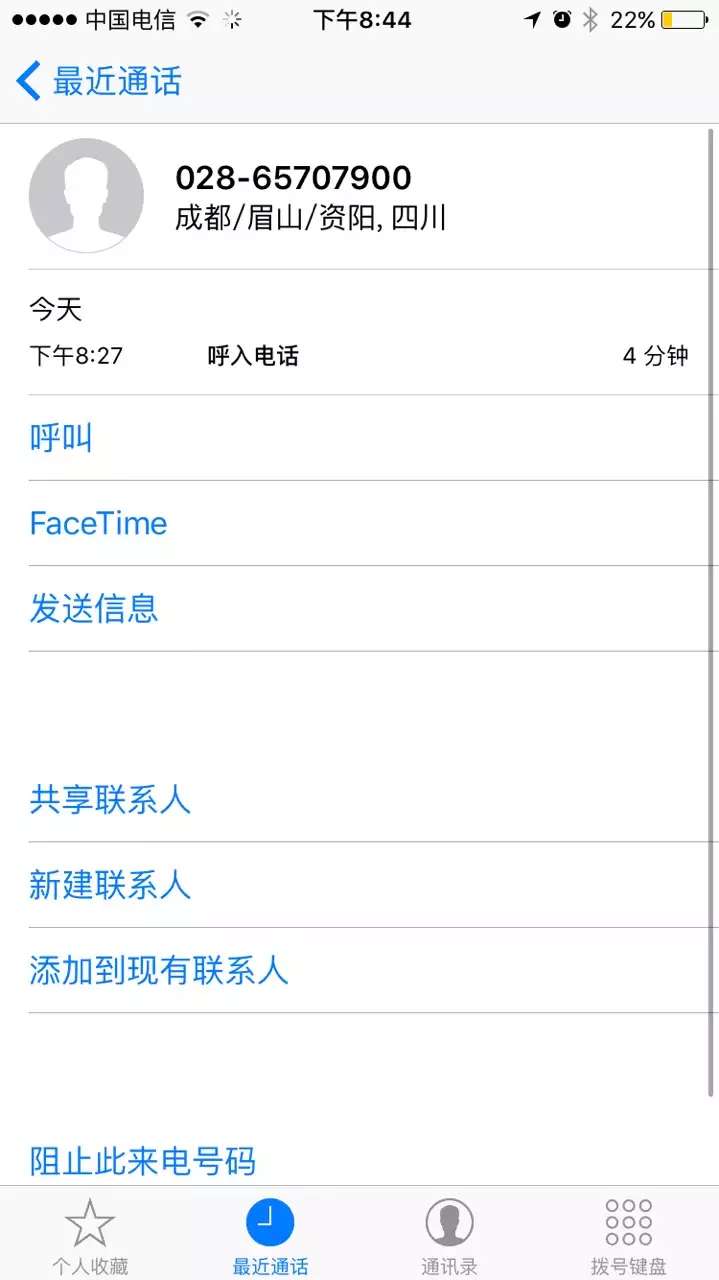 中国电信 下午8:44 22%
最近通话
028-65707900
成都/眉山/资阳, 四川
今天
下午8:27 呼入电话 4 分钟
呼叫
FaceTime
发送信息
共享联系人
新建联系人
添加到现有联系人
阻止此来电号码
个人收藏 最近通话 通讯录 拨号键盘